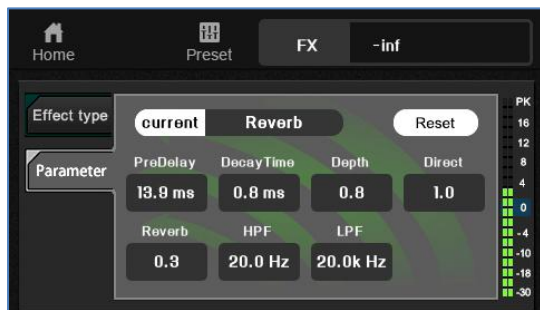 Home Preset FX -inf
Effect type current Reverb Reset
Parameter
PreDelay DecayTime Depth Direct
13.9 ms 0.8 ms 0.8 1.0
Reverb HPF LPF
0.3 20.0 Hz 20.0k Hz
PK
16
12
8
4
0
-4
-10
-18
-30